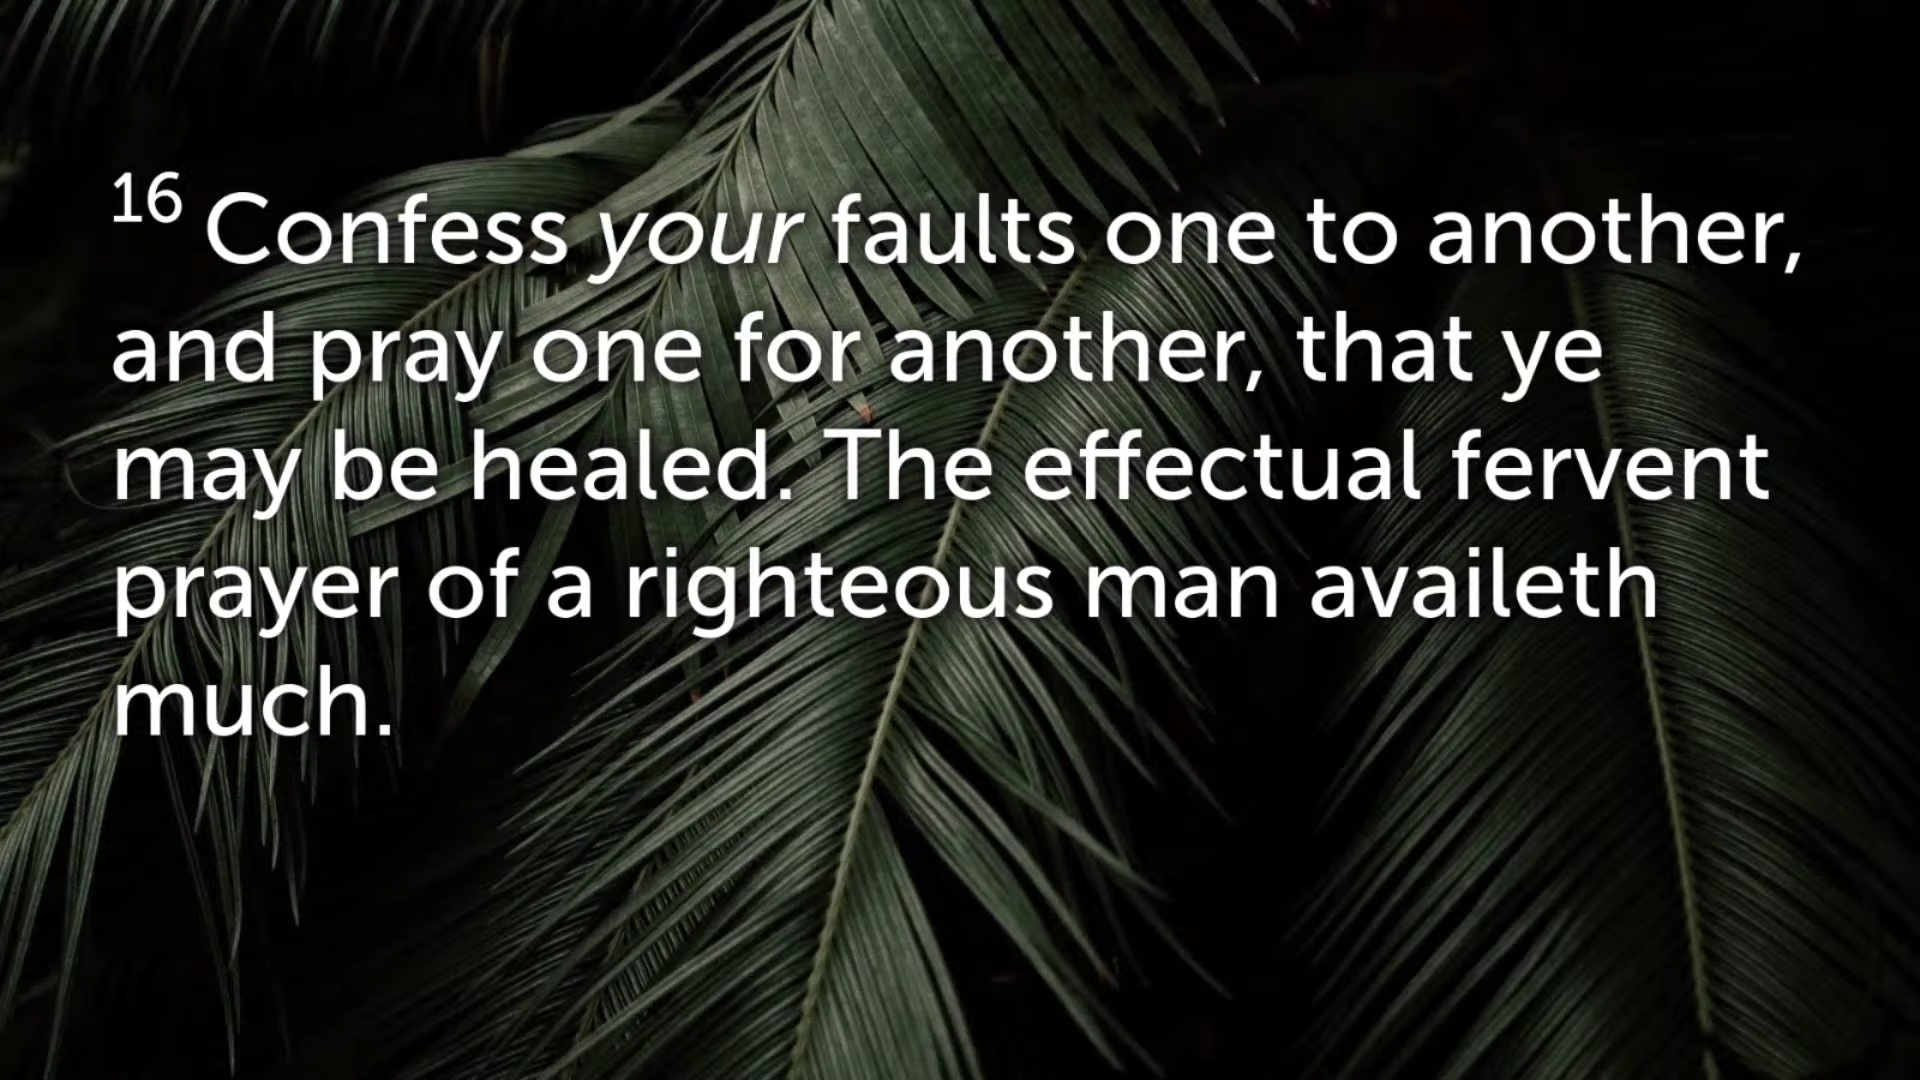 16 Confess your faults one to another,
and pray one for another, that ye
may be healed. The effectual fervent
prayer of a righteous man availeth
much.